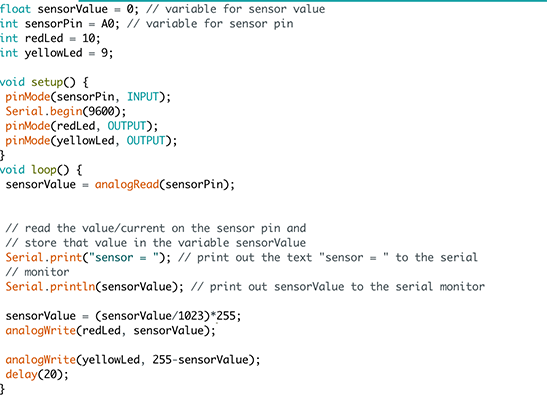 float sensorValue = 0; // variable for sensor value
int sensorPin = A0; // variable for sensor pin
int redLed = 10;
int yellowLed = 9;
void setup() {
pinMode(sensorPin, INPUT);
Serial.begin(9600);
pinMode(redLed, OUTPUT);
pinMode(yellowLed, OUTPUT);
}
void loop() {
sensorValue = analogRead(sensorPin);
// read the value/current on the sensor pin and
// store that value in the variable sensorValue
Serial.print("sensor = "); // print out the text "sensor = " to the serial
// monitor
Serial.println(sensorValue); // print out sensorValue to the serial monitor
sensorValue = (sensorValue/1023)*255;
analogWrite(redLed, sensorValue);
analogWrite(yellowLed, 255-sensorValue);
delay(20);
}